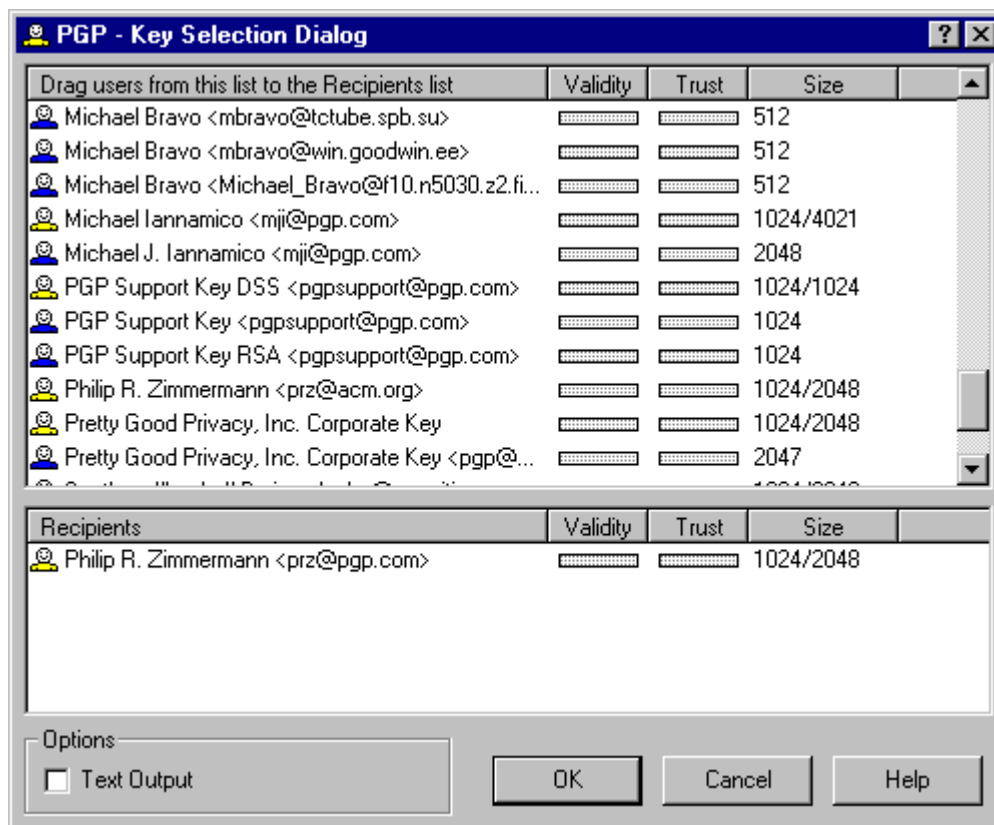 PGP - Key Selection Dialog
Drag users from this list to the Recipients list Validity Trust Size
Michael Bravo <mbravo@tctube.spb.su> 512
Michael Bravo <mbravo@win.goodwin.ee> 512
Michael Bravo <Michael_Bravo@f10.n5030.z2.fi... 512
Michael Iannamico <mji@pgp.com> 1024/4021
Michael J. Iannamico <mji@pgp.com> 2048
PGP Support Key DSS <pgpsupport@pgp.com> 1024/1024
PGP Support Key <pgpsupport@pgp.com> 1024
PGP Support Key RSA <pgpsupport@pgp.com> 1024
Philip R. Zimmermann <prz@acm.org> 1024/2048
Pretty Good Privacy, Inc. Corporate Key 1024/2048
Pretty Good Privacy, Inc. Corporate Key <pgp@... 2047
Recipients Validity Trust Size
Philip R. Zimmermann <prz@pgp.com> 1024/2048
Options
Text Output
OK Cancel Help